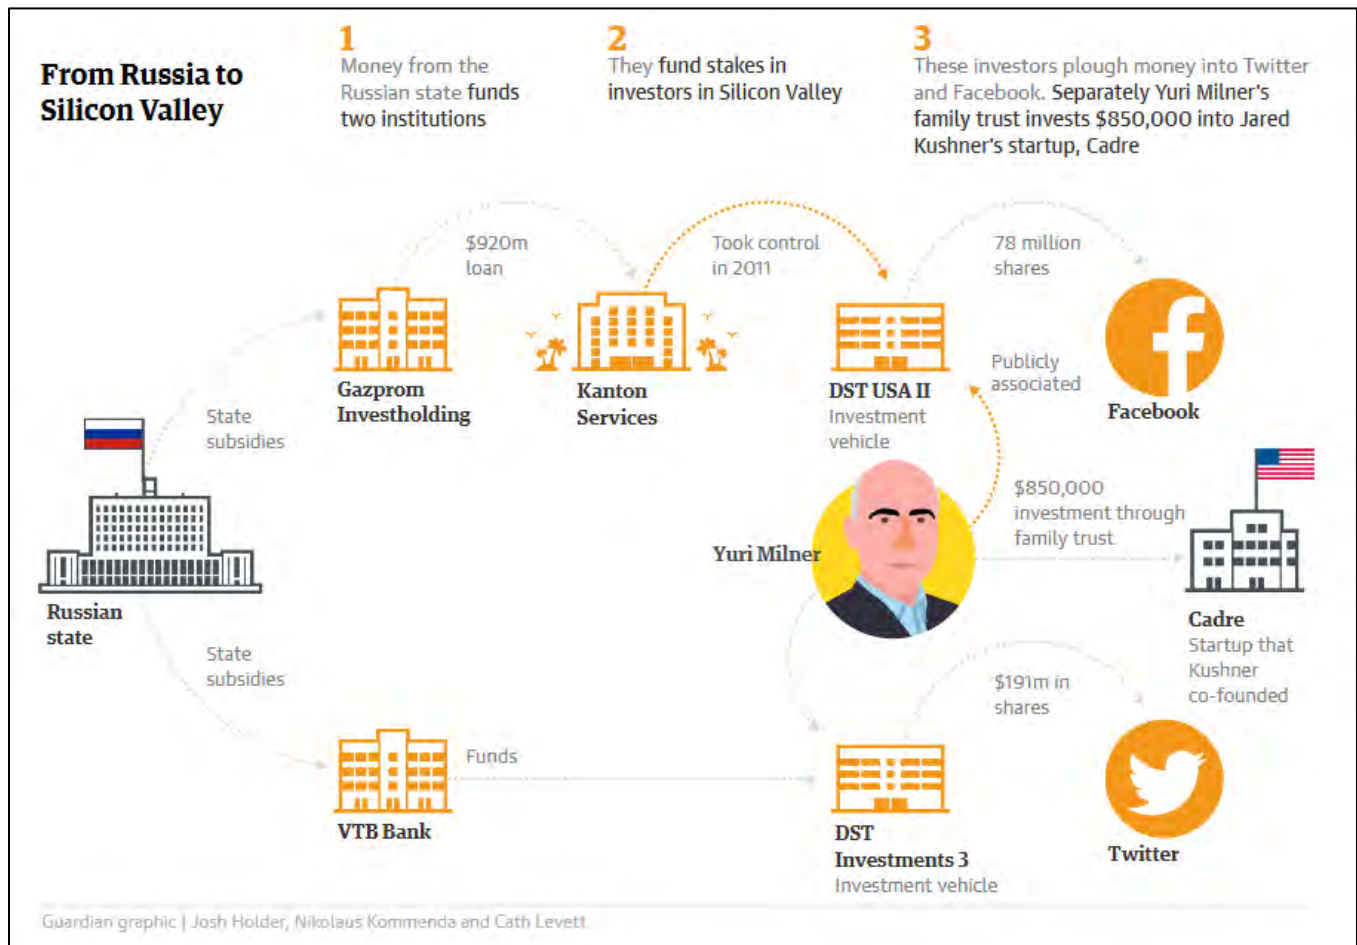 From Russia to
Silicon Valley
1
Money from the
Russian state funds
two institutions
2
They fund stakes in
investors in Silicon Valley
3
These investors plough money into Twitter
and Facebook. Separately Yuri Milner's
family trust invests $850,000 into Jared
Kushner's startup, Cadre
$920m
loan
Took control
in 2011
78 million
shares
Gazprom
Investholding
Kanton
Services
DST USA II
Investment
vehicle
Publicly
associated
Facebook
State
subsidies
Russian
state
Yuri Milner
$850,000
investment through
family trust
Cadre
Startup that
Kushner
co-founded
State
subsidies
$191m in
shares
Funds
VTB Bank
DST
Investments 3
Investment vehicle
Twitter
Guardian graphic | Josh Holder, Nikolaus Kommenda and Cath Levett